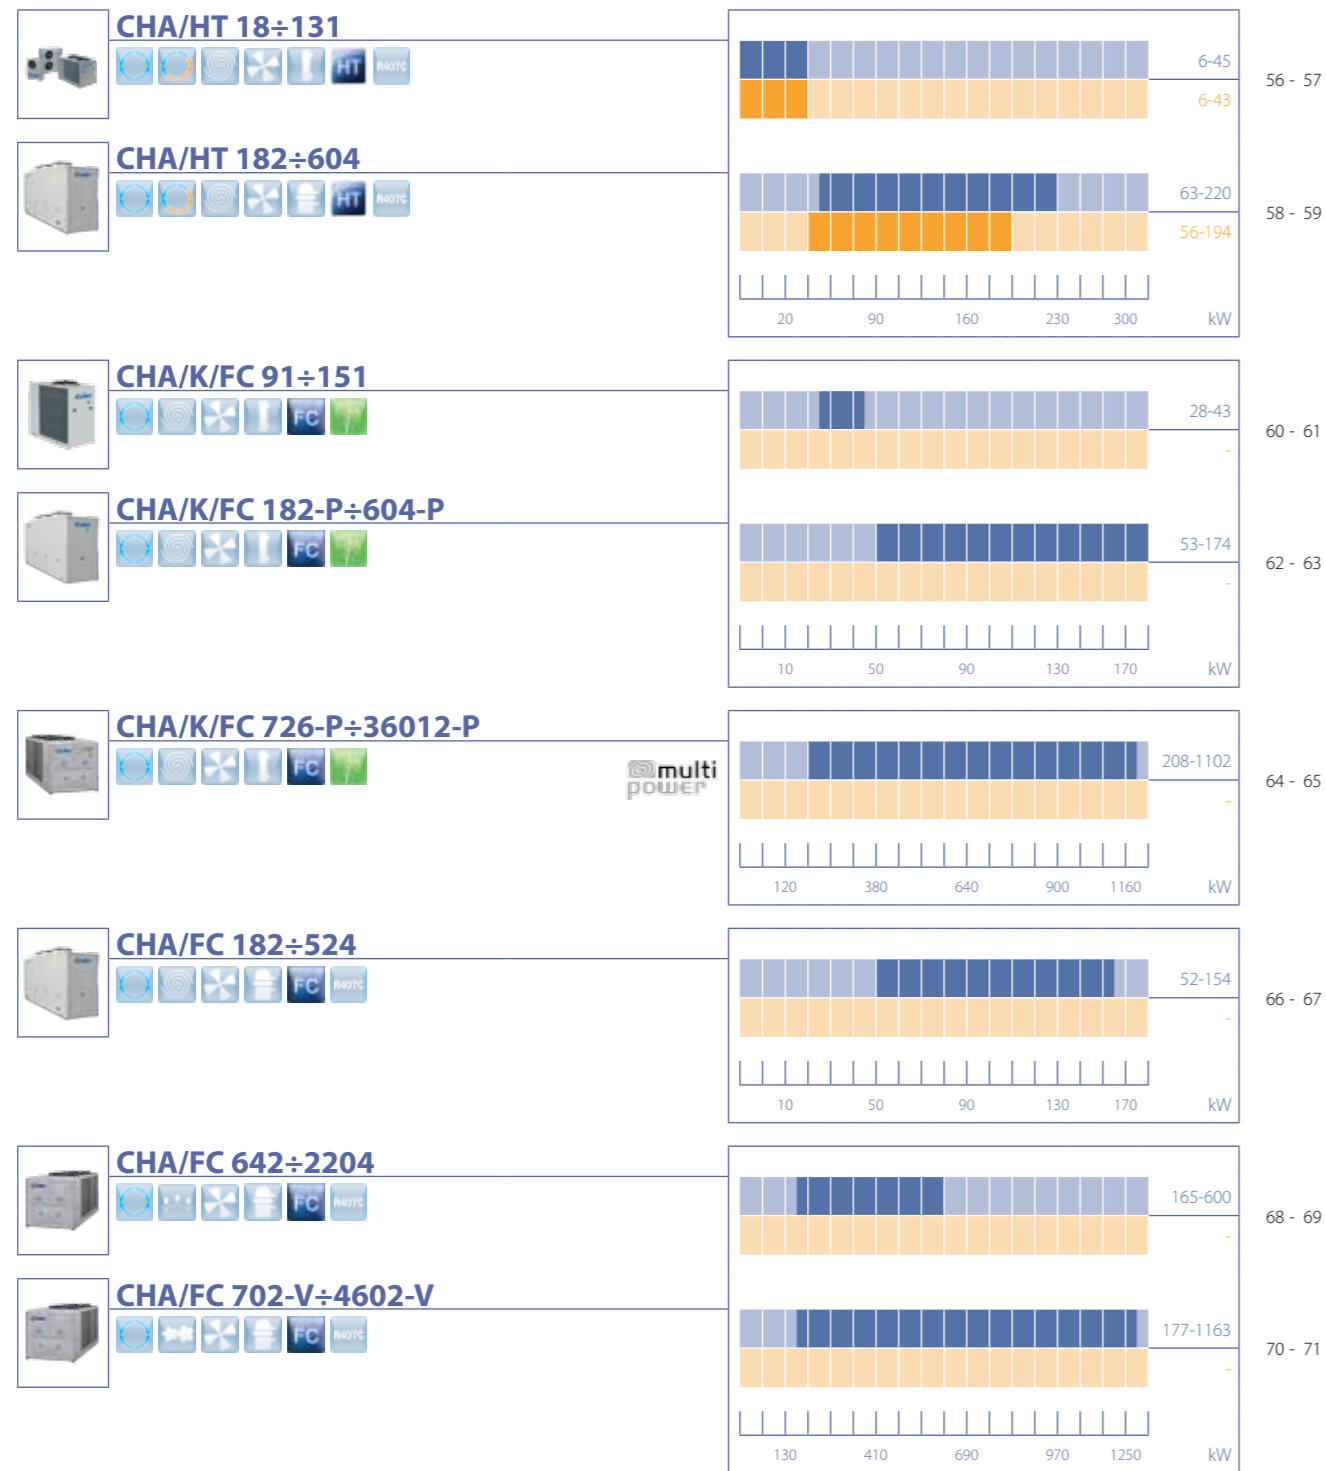 CHA/HT 18÷131
HT R407C
6-45
6-43
56 - 57
CHA/HT 182÷604
HT R407C
63-220
56-194
58 - 59
20 90 160 230 300 kW
CHA/K/FC 91÷151
FC
28-43
-
60 - 61
CHA/K/FC 182-P÷604-P
FC
53-174
-
62 - 63
10 50 90 130 170 kW
CHA/K/FC 726-P÷36012-P
FC
multi
power
208-1102
-
64 - 65
120 380 640 900 1160 kW
CHA/FC 182÷524
FC R407C
52-154
-
66 - 67
10 50 90 130 170 kW
CHA/FC 642÷2204
FC R407C
165-600
-
68 - 69
CHA/FC 702-V÷4602-V
FC R407C
177-1163
-
70 - 71
130 410 690 970 1250 kW